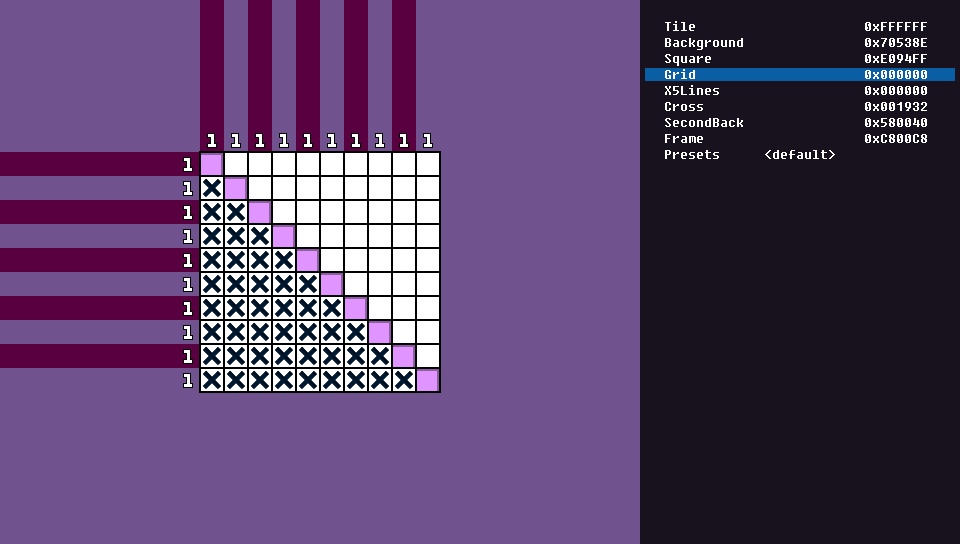 Tile 0xFFFFFF
Background 0x70538E
Square 0xE094FF
Grid 0x000000
X5Lines 0x000000
Cross 0x001932
SecondBack 0x580040
Frame 0xC800C8
Presets <default>
1 1 1 1 1 1 1 1 1 1
1
1
1
1
1
1
1
1
1
1